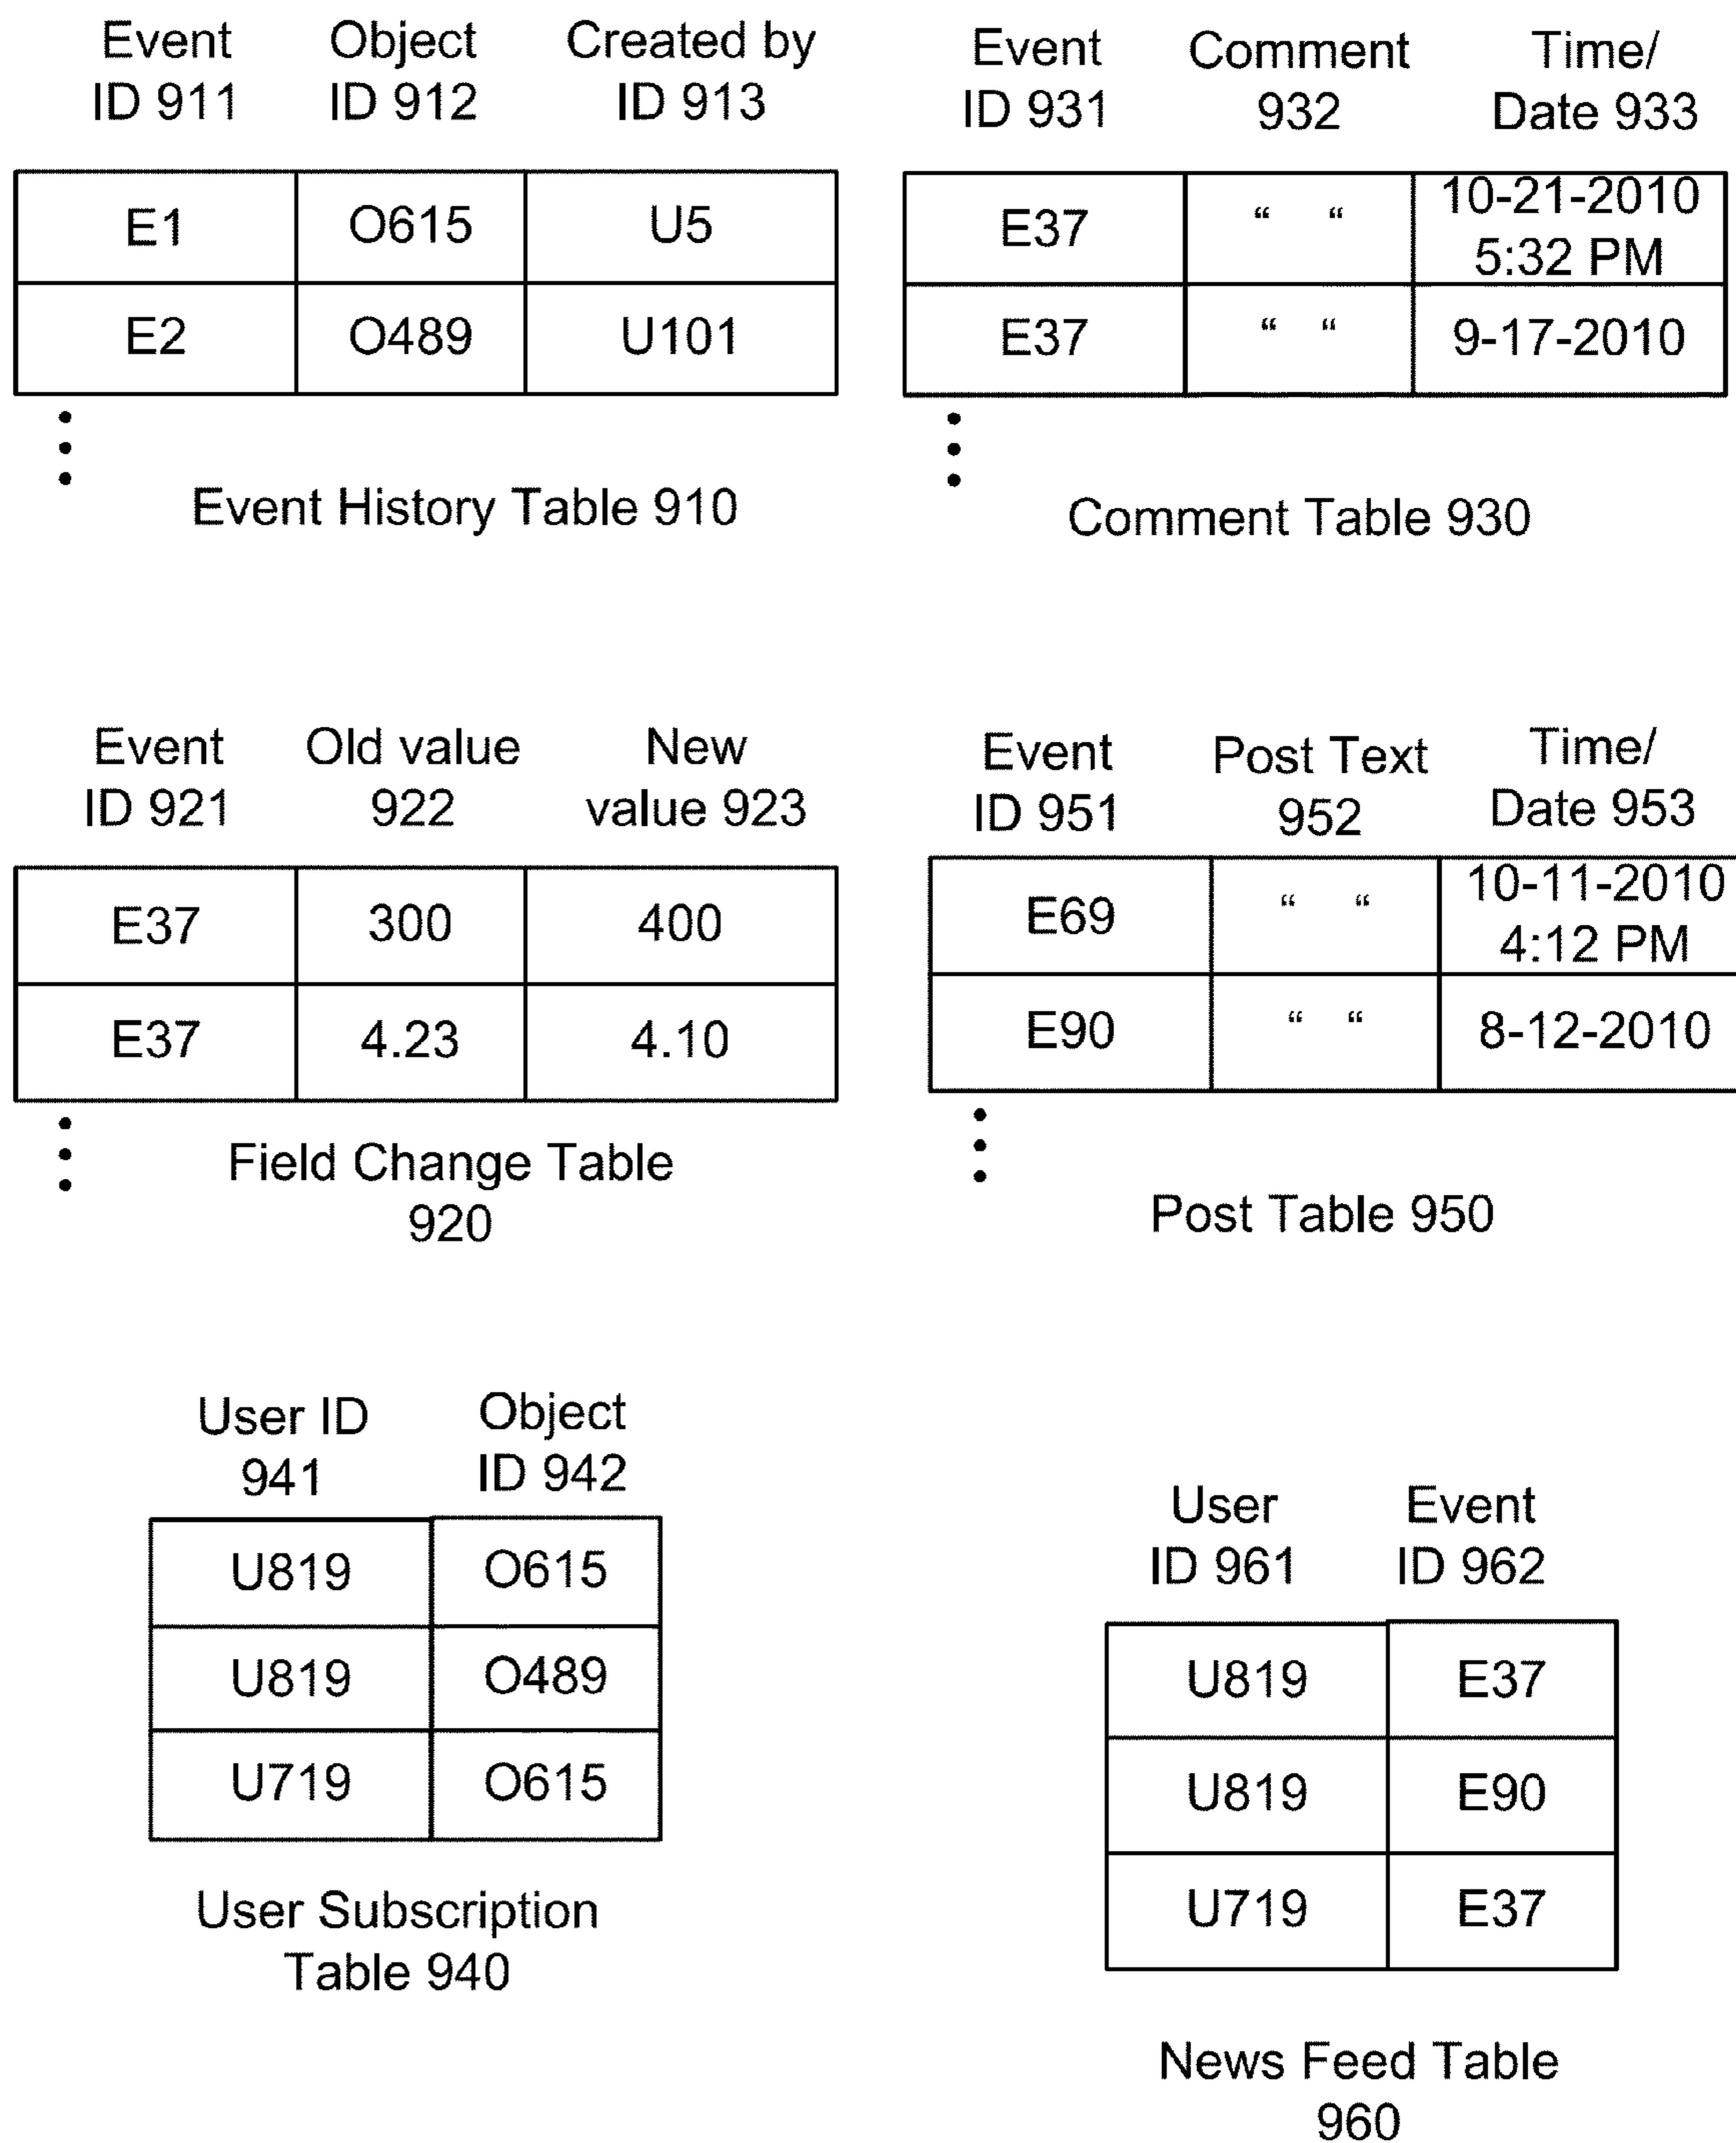 Event Object Created by
ID 911 ID 912 ID 913
E1 O615 U5
E2 O489 U101
Event History Table 910
Event Comment Time/
ID 931 932 Date 933
E37 “ “ 10-21-2010
5:32 PM
E37 “ “ 9-17-2010
Comment Table 930
Event Old value New
ID 921 922 value 923
E37 300 400
E37 4.23 4.10
Field Change Table
920
Event Post Text Time/
ID 951 952 Date 953
E69 “ “ 10-11-2010
4:12 PM
E90 “ “ 8-12-2010
Post Table 950
User ID Object
941 ID 942
U819 O615
U819 O489
U719 O615
User Subscription
Table 940
User Event
ID 961 ID 962
U819 E37
U819 E90
U719 E37
News Feed Table
960